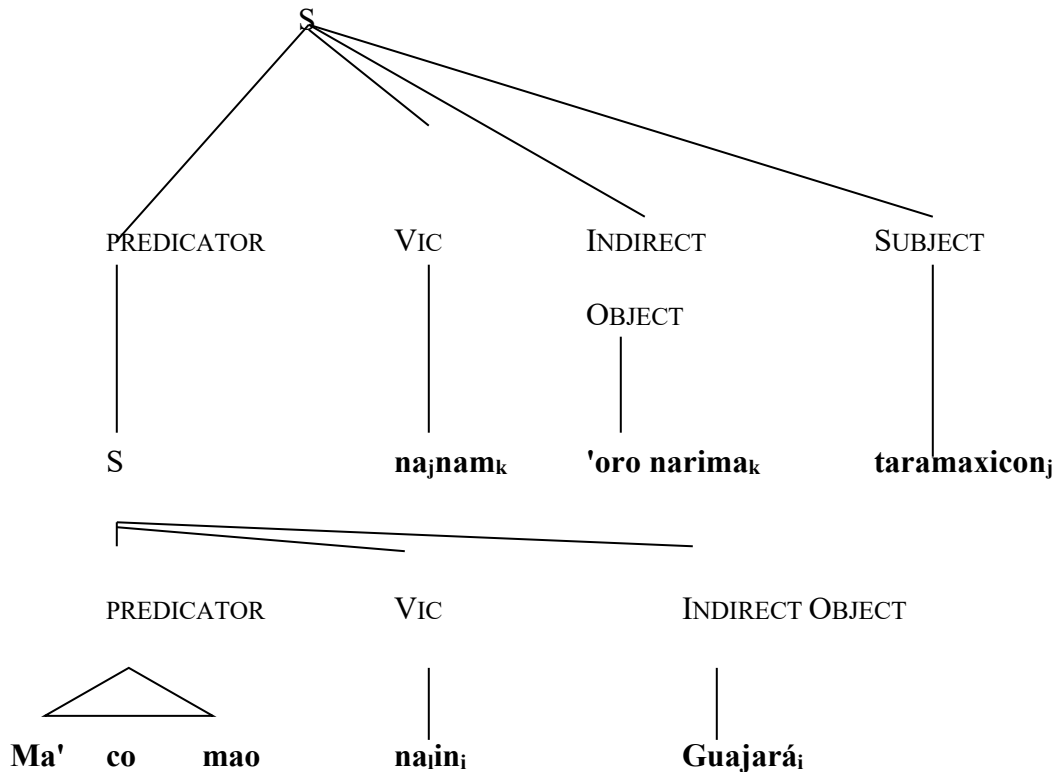 S
PREDICATOR VIC INDIRECT SUBJECT
OBJECT
S najnamk 'oro narimak taramaxiconj
PREDICATOR VIC INDIRECT OBJECT
Ma' co mao nalini Guajarái